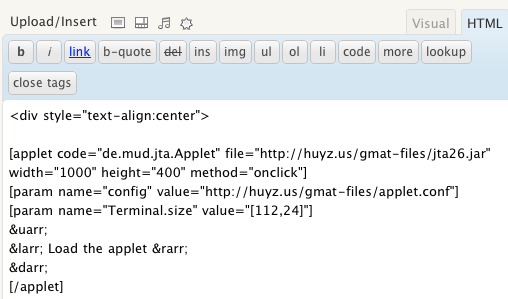 Upload/Insert Visual HTML
b i link b-quote del ins img ul ol li code more lookup
close tags
<div style="text-align:center">
[applet code="de.mud.jta.Applet" file="http://huyz.us/gmat-files/jta26.jar"
width="1000" height="400" method="onclick"]
[param name="config" value="http://huyz.us/gmat-files/applet.conf"]
[param name="Terminal.size" value="[112,24]"]
&uarr;
&larr; Load the applet &rarr;
&darr;
[/applet]